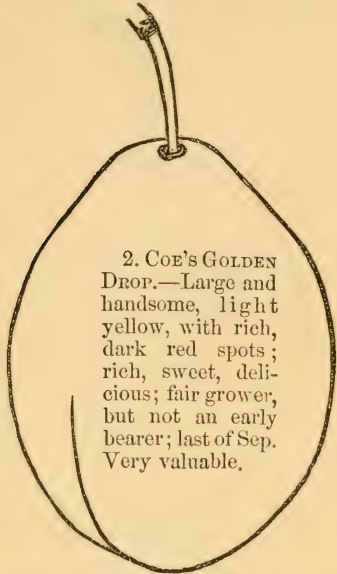 2. COE'S GOLDEN
DROP.—Large and
handsome, light
yellow, with rich,
dark red spots;
rich, sweet, deli-
cious; fair grower,
but not an early
bearer; last of Sep.
Very valuable.